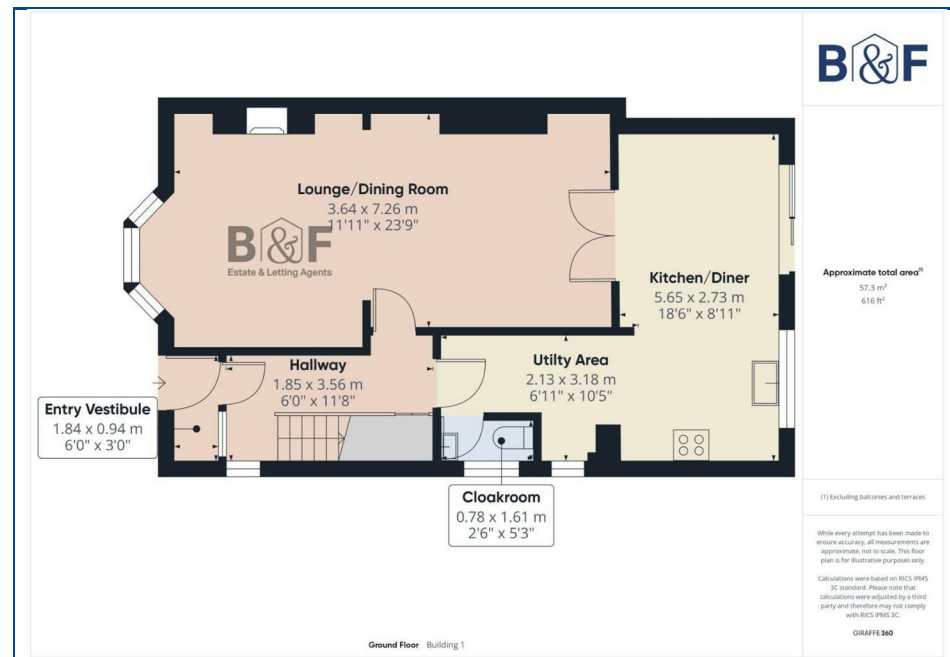 B&F
Lounge/Dining Room
3.64 x 7.26 m
11'11" x 23'9"
B&F
Estate & Letting Agents
Kitchen/Diner
5.65 x 2.73 m
18'6" x 8'11"
Approximate total area(1)
57.3 m²
616 ft²
Hallway
1.85 x 3.56 m
6'0" x 11'8"
Utilty Area
2.13 x 3.18 m
6'11" x 10'5"
Entry Vestibule
1.84 x 0.94 m
6'0" x 3'0"
Cloakroom
0.78 x 1.61 m
2'6" x 5'3"
(1) Excluding balconies and terraces
While every attempt has been made to
ensure accuracy, all measurements are
approximate, not to scale. This floor
plan is for illustrative purposes only.
Calculations were based on RICS IPMS
3C standard. Please note that
calculations were adjusted by a third
party and therefore may not comply
with RICS IPMS 3C.
GIRAFFE360
Ground Floor Building 1